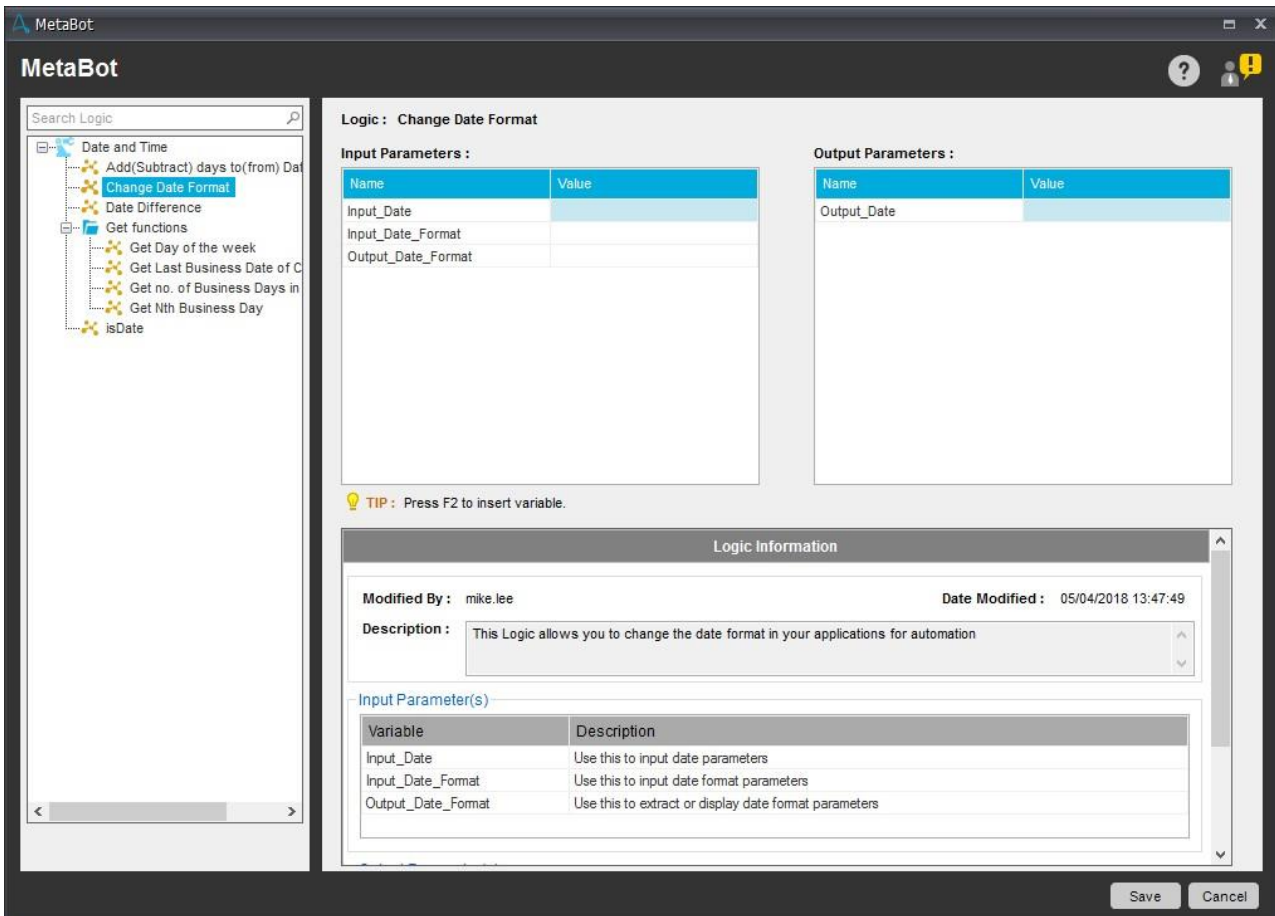 MetaBot
MetaBot
Search Logic
Date and Time
Add(Subtract) days to(from)
Change Date Format
Date Difference
Get functions
Get Day of the week
Get Last Business Date of C
Get no. of Business Days in
Get Nth Business Day
isDate
Logic : Change Date Format
Input Parameters :
Name Value
Input_Date
Input_Date_Format
Output_Date_Format
Output Parameters :
Name Value
Output_Date
TIP : Press F2 to insert variable.
Logic Information
Modified By : mike.lee Date Modified : 05/04/2018 13:47:49
Description : This Logic allows you to change the date format in your applications for automation
Input Parameter(s)
Variable Description
Input_Date Use this to input date parameters
Input_Date_Format Use this to input date format parameters
Output_Date_Format Use this to extract or display date format parameters
Save Cancel